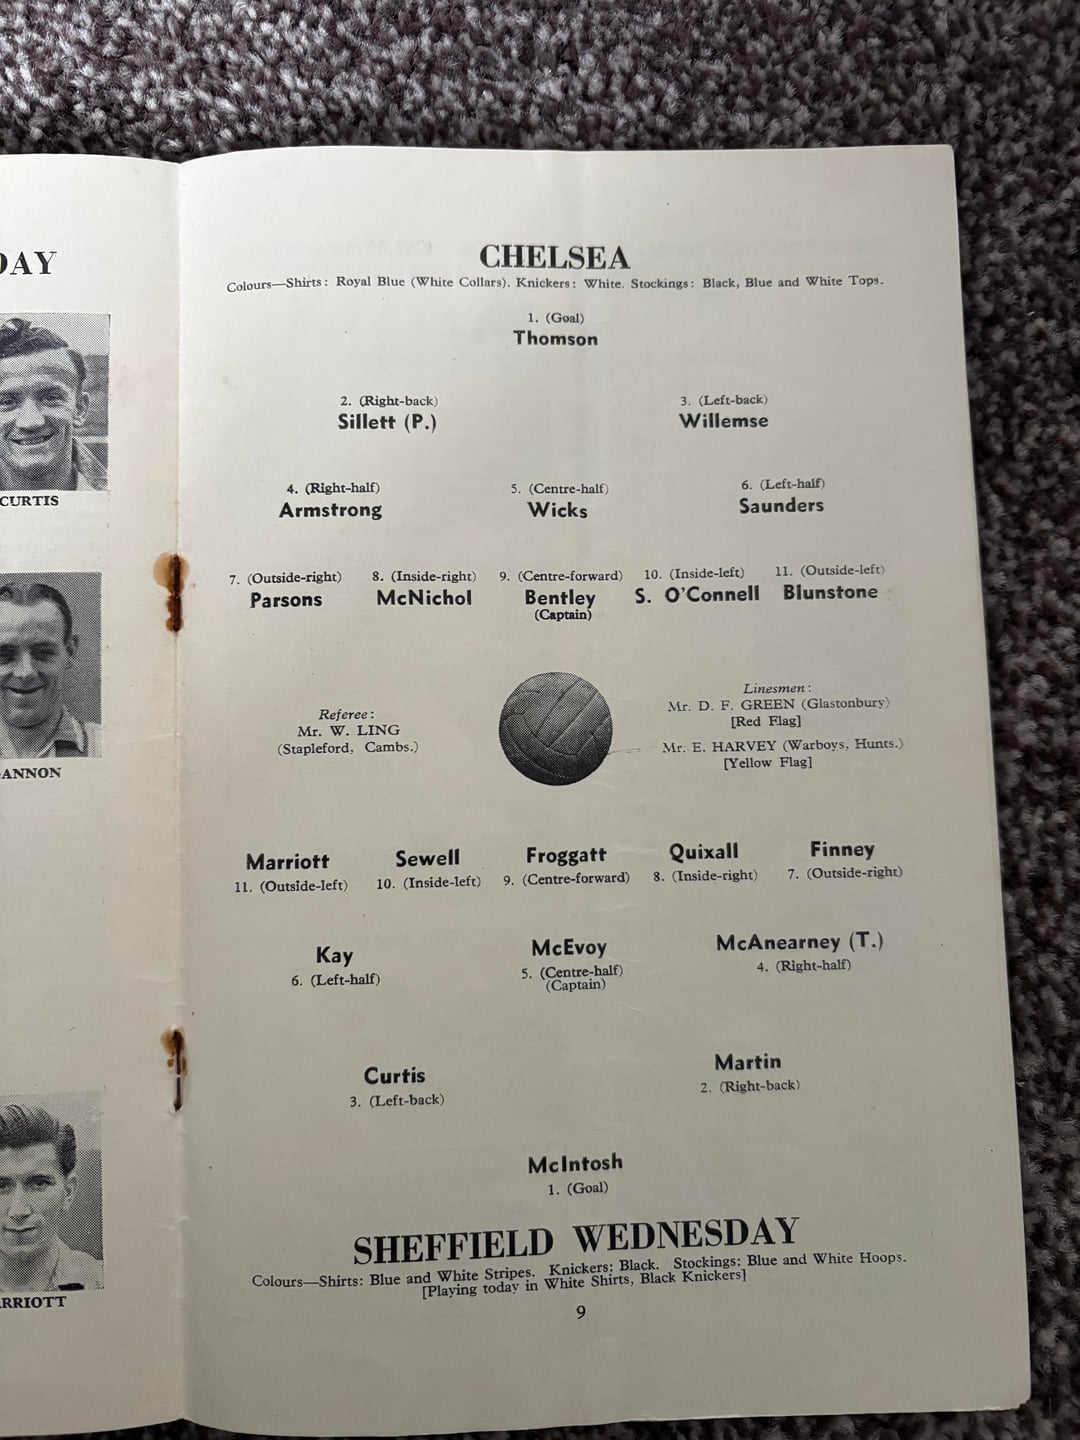 DAY
CURTIS
ANNON
RRIOTT
CHELSEA
Colours—Shirts: Royal Blue (White Collars). Knickers: White. Stockings: Black, Blue and White Tops.
1. (Goal)
Thomson
2. (Right-back) 3. (Left-back)
Sillett (P.) Willemse
4. (Right-half) 5. (Centre-half) 6. (Left-half)
Armstrong Wicks Saunders
7. (Outside-right) 8. (Inside-right) 9. (Centre-forward) 10. (Inside-left) 11. (Outside-left)
Parsons McNichol Bentley S. O'Connell Blunstone
(Captain)
Referee:
Mr. W. LING
(Stapleford, Cambs.)
Linesmen:
Mr. D. F. GREEN (Glastonbury)
[Red Flag]
Mr. E. HARVEY (Warboys, Hunts.)
[Yellow Flag]
Marriott Sewell Froggatt Quixall Finney
11. (Outside-left) 10. (Inside-left) 9. (Centre-forward) 8. (Inside-right) 7. (Outside-right)
Kay McEvoy McAnearney (T.)
6. (Left-half) 5. (Centre-half) 4. (Right-half)
(Captain)
Curtis Martin
3. (Left-back) 2. (Right-back)
McIntosh
1. (Goal)
SHEFFIELD WEDNESDAY
Colours—Shirts: Blue and White Stripes. Knickers: Black. Stockings: Blue and White Hoops.
[Playing today in White Shirts, Black Knickers]
9